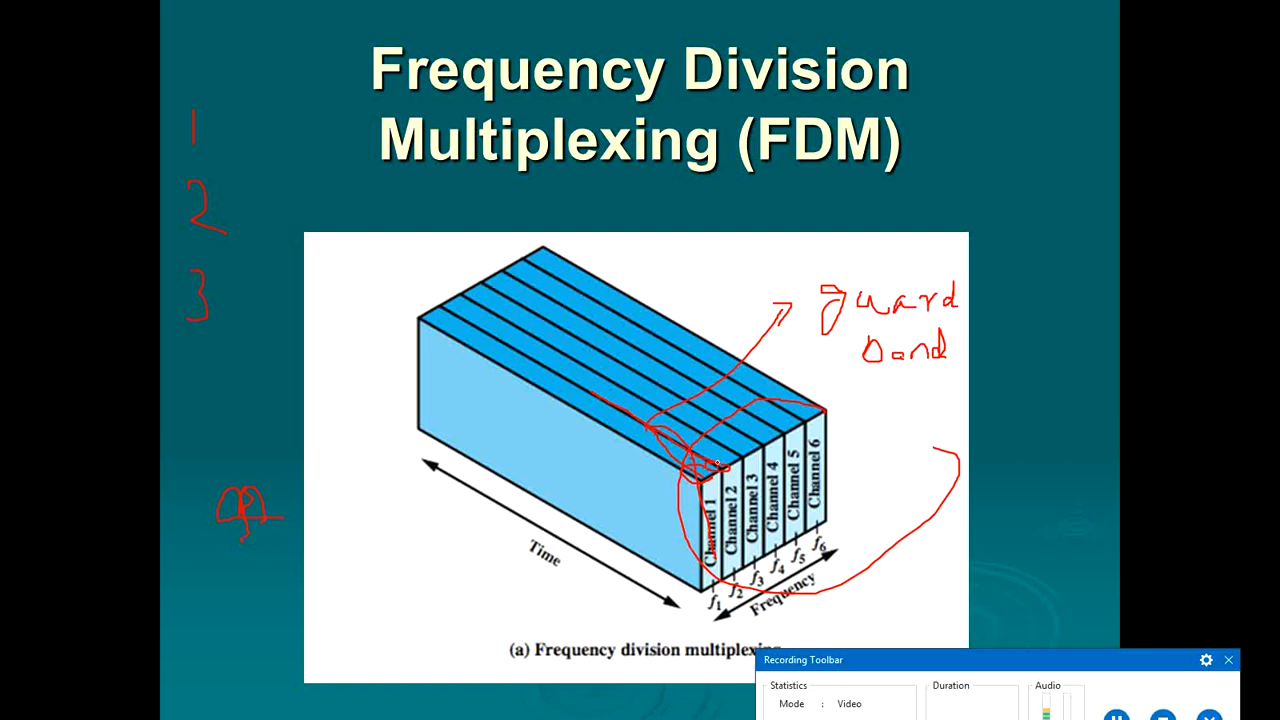 Frequency Division
Multiplexing (FDM)
1
2
3
guard
band
Channel 1
Channel 2
Channel 3
Channel 4
Channel 5
Channel 6
f1
f2
f3
f4
f5
f6
Time
Frequency
(a) Frequency division multiplexing
Recording Toolbar
Statistics
Duration
Audio
Mode : Video